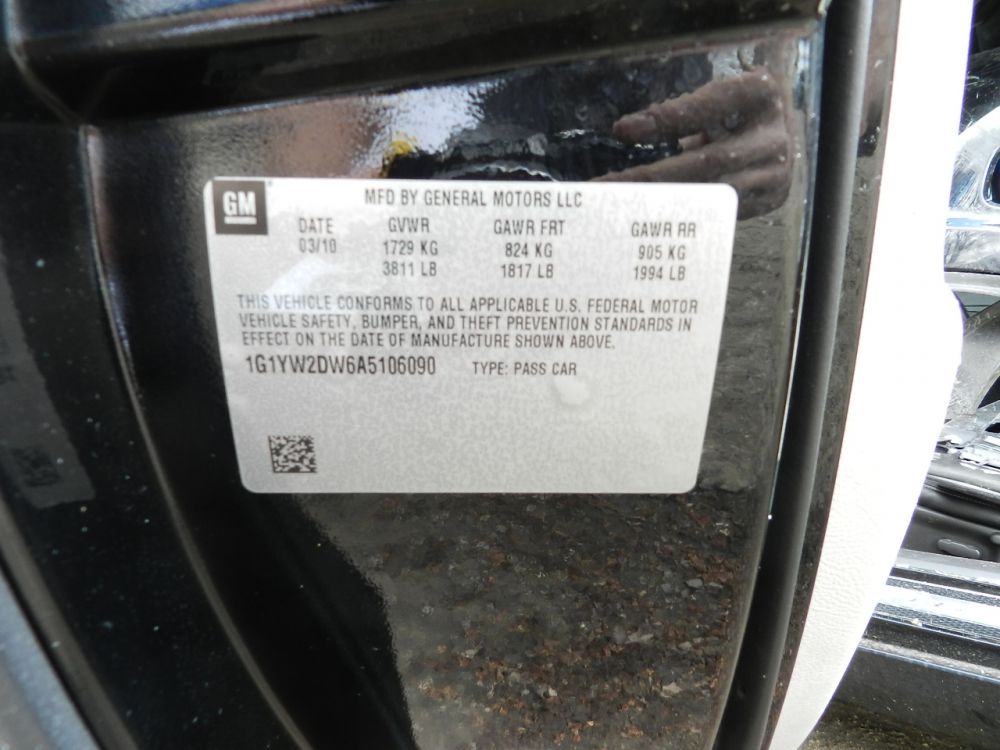 GM
MFD BY GENERAL MOTORS LLC
DATE GVWR GAWR FRT GAWR RR
03/10 1729 KG 824 KG 905 KG
3811 LB 1817 LB 1994 LB
THIS VEHICLE CONFORMS TO ALL APPLICABLE U.S. FEDERAL MOTOR
VEHICLE SAFETY, BUMPER, AND THEFT PREVENTION STANDARDS IN
EFFECT ON THE DATE OF MANUFACTURE SHOWN ABOVE.
1G1YW2DW6A5106090 TYPE: PASS CAR